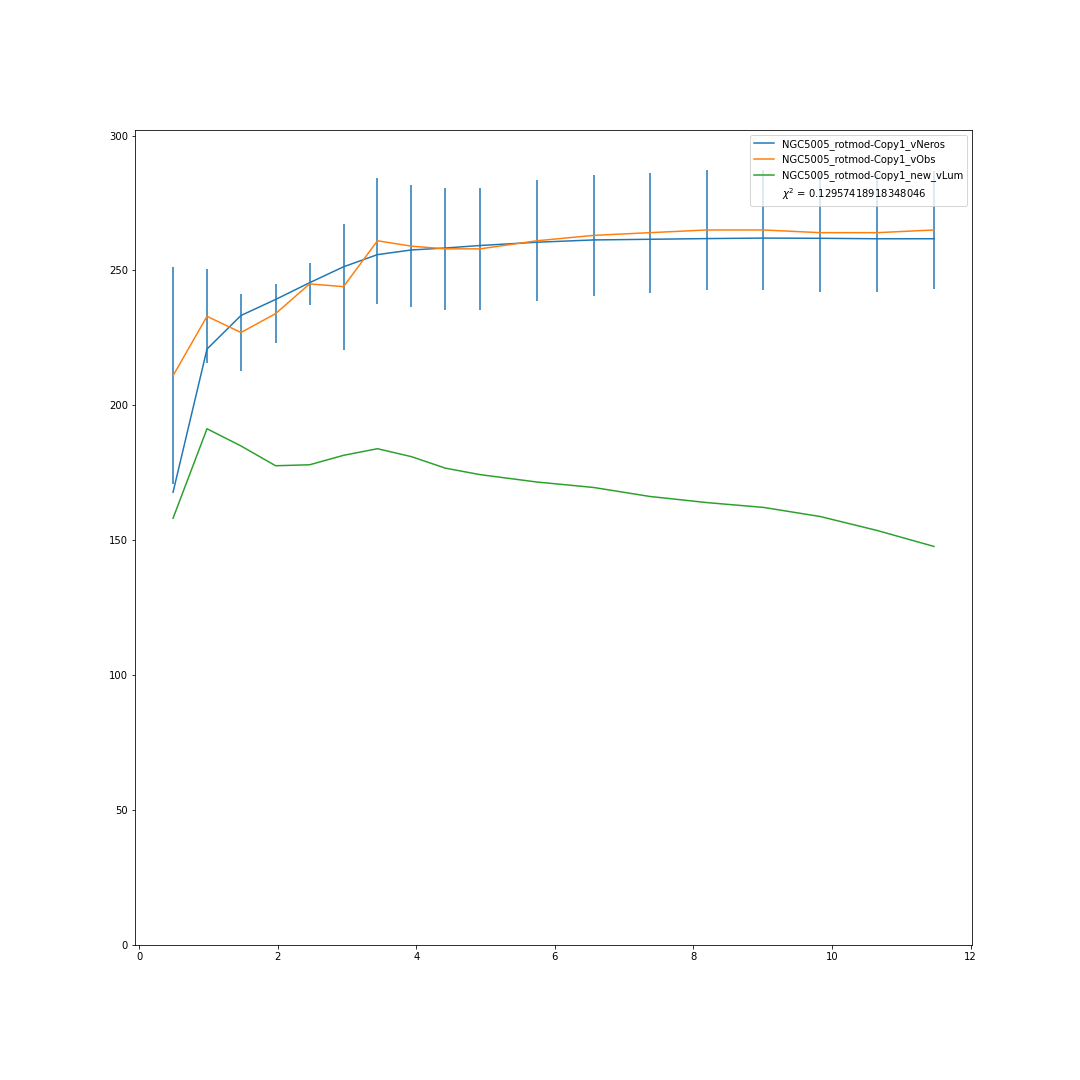 300
250
200
150
100
50
0
0 2 4 6 8 10 12
NGC5005_rotmod-Copy1_vNeros
NGC5005_rotmod-Copy1_vObs
NGC5005_rotmod-Copy1_new_vLum
χ² = 0.12957418918348046